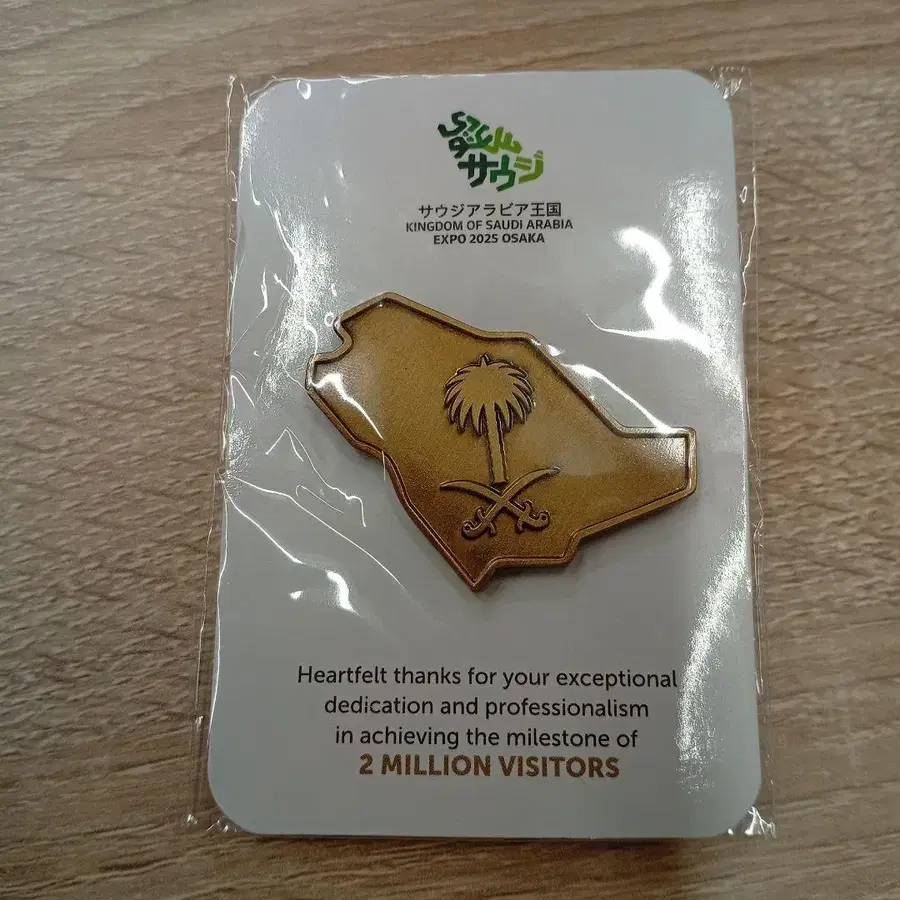 サウジ
サウジアラビア王国
KINGDOM OF SAUDI ARABIA
EXPO 2025 OSAKA
Heartfelt thanks for your exceptional
dedication and professionalism
in achieving the milestone of
2 MILLION VISITORS